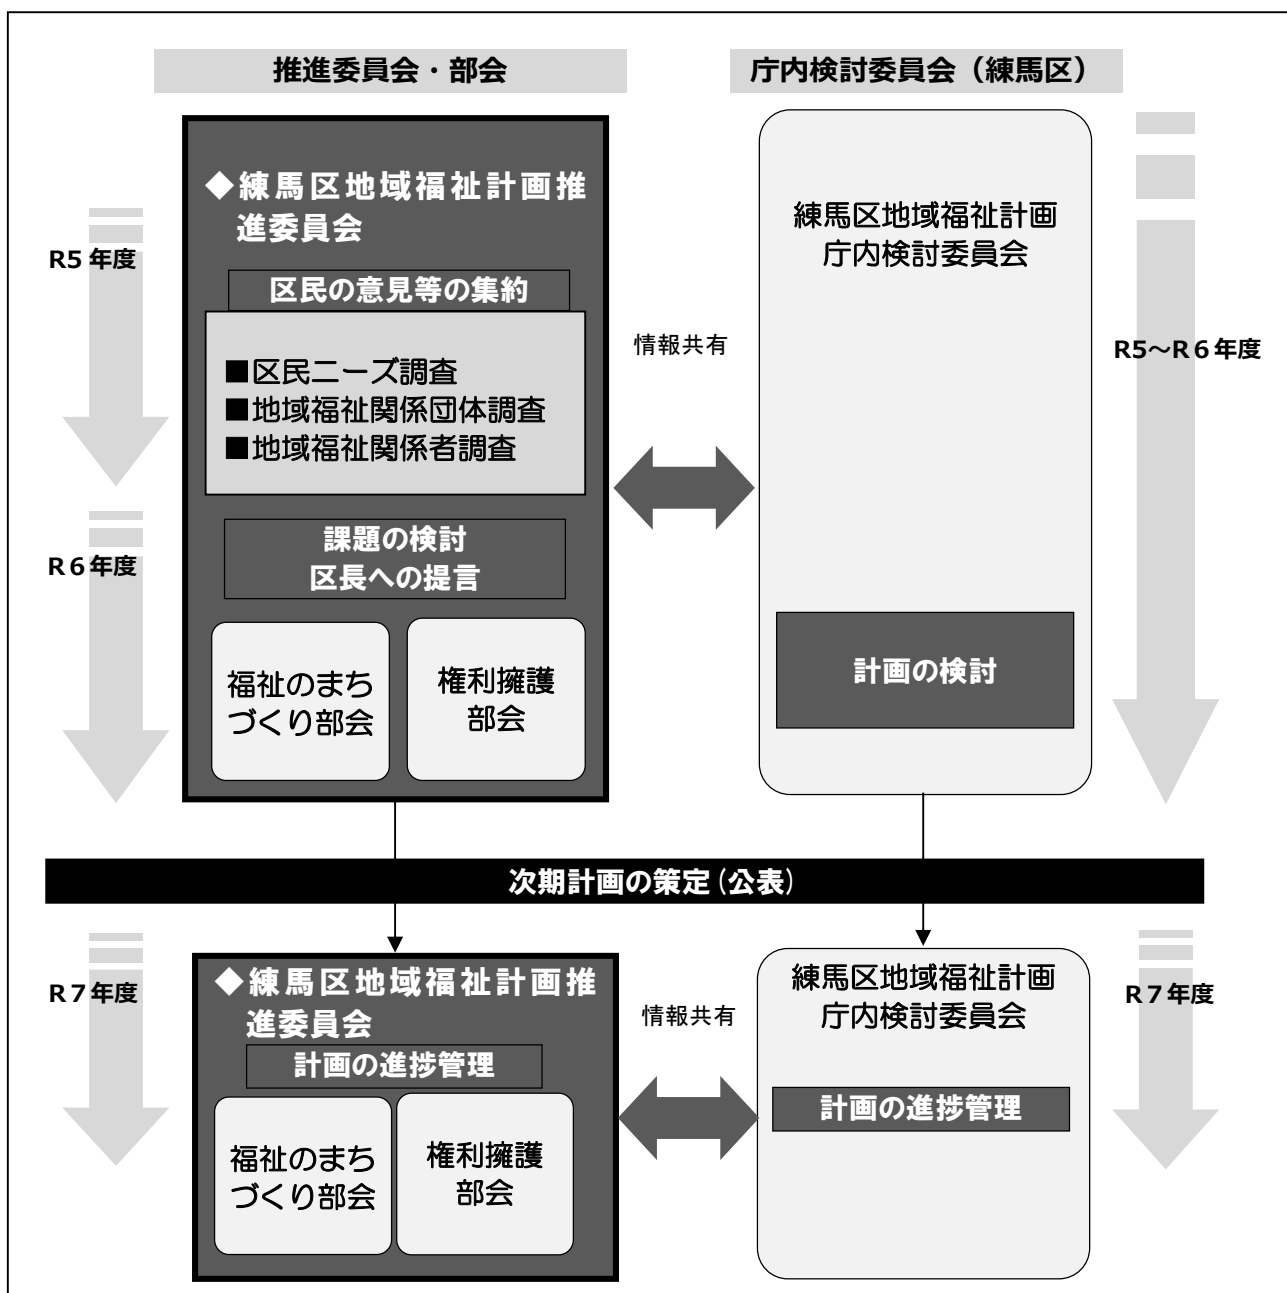 推進委員会・部会
庁内検討委員会（練馬区）
◆練馬区地域福祉計画推
進委員会
R5 年度
区民の意見等の集約
■区民ニーズ調査
■地域福祉関係団体調査
■地域福祉関係者調査
R６年度
課題の検討
区長への提言
福祉のまち
づくり部会
権利擁護
部会
情報共有
練馬区地域福祉計画
庁内検討委員会
R5～R６年度
計画の検討
次期計画の策定（公表）
R７年度
◆練馬区地域福祉計画推
進委員会
計画の進捗管理
福祉のまち
づくり部会
権利擁護
部会
情報共有
練馬区地域福祉計画
庁内検討委員会
計画の進捗管理
R７年度